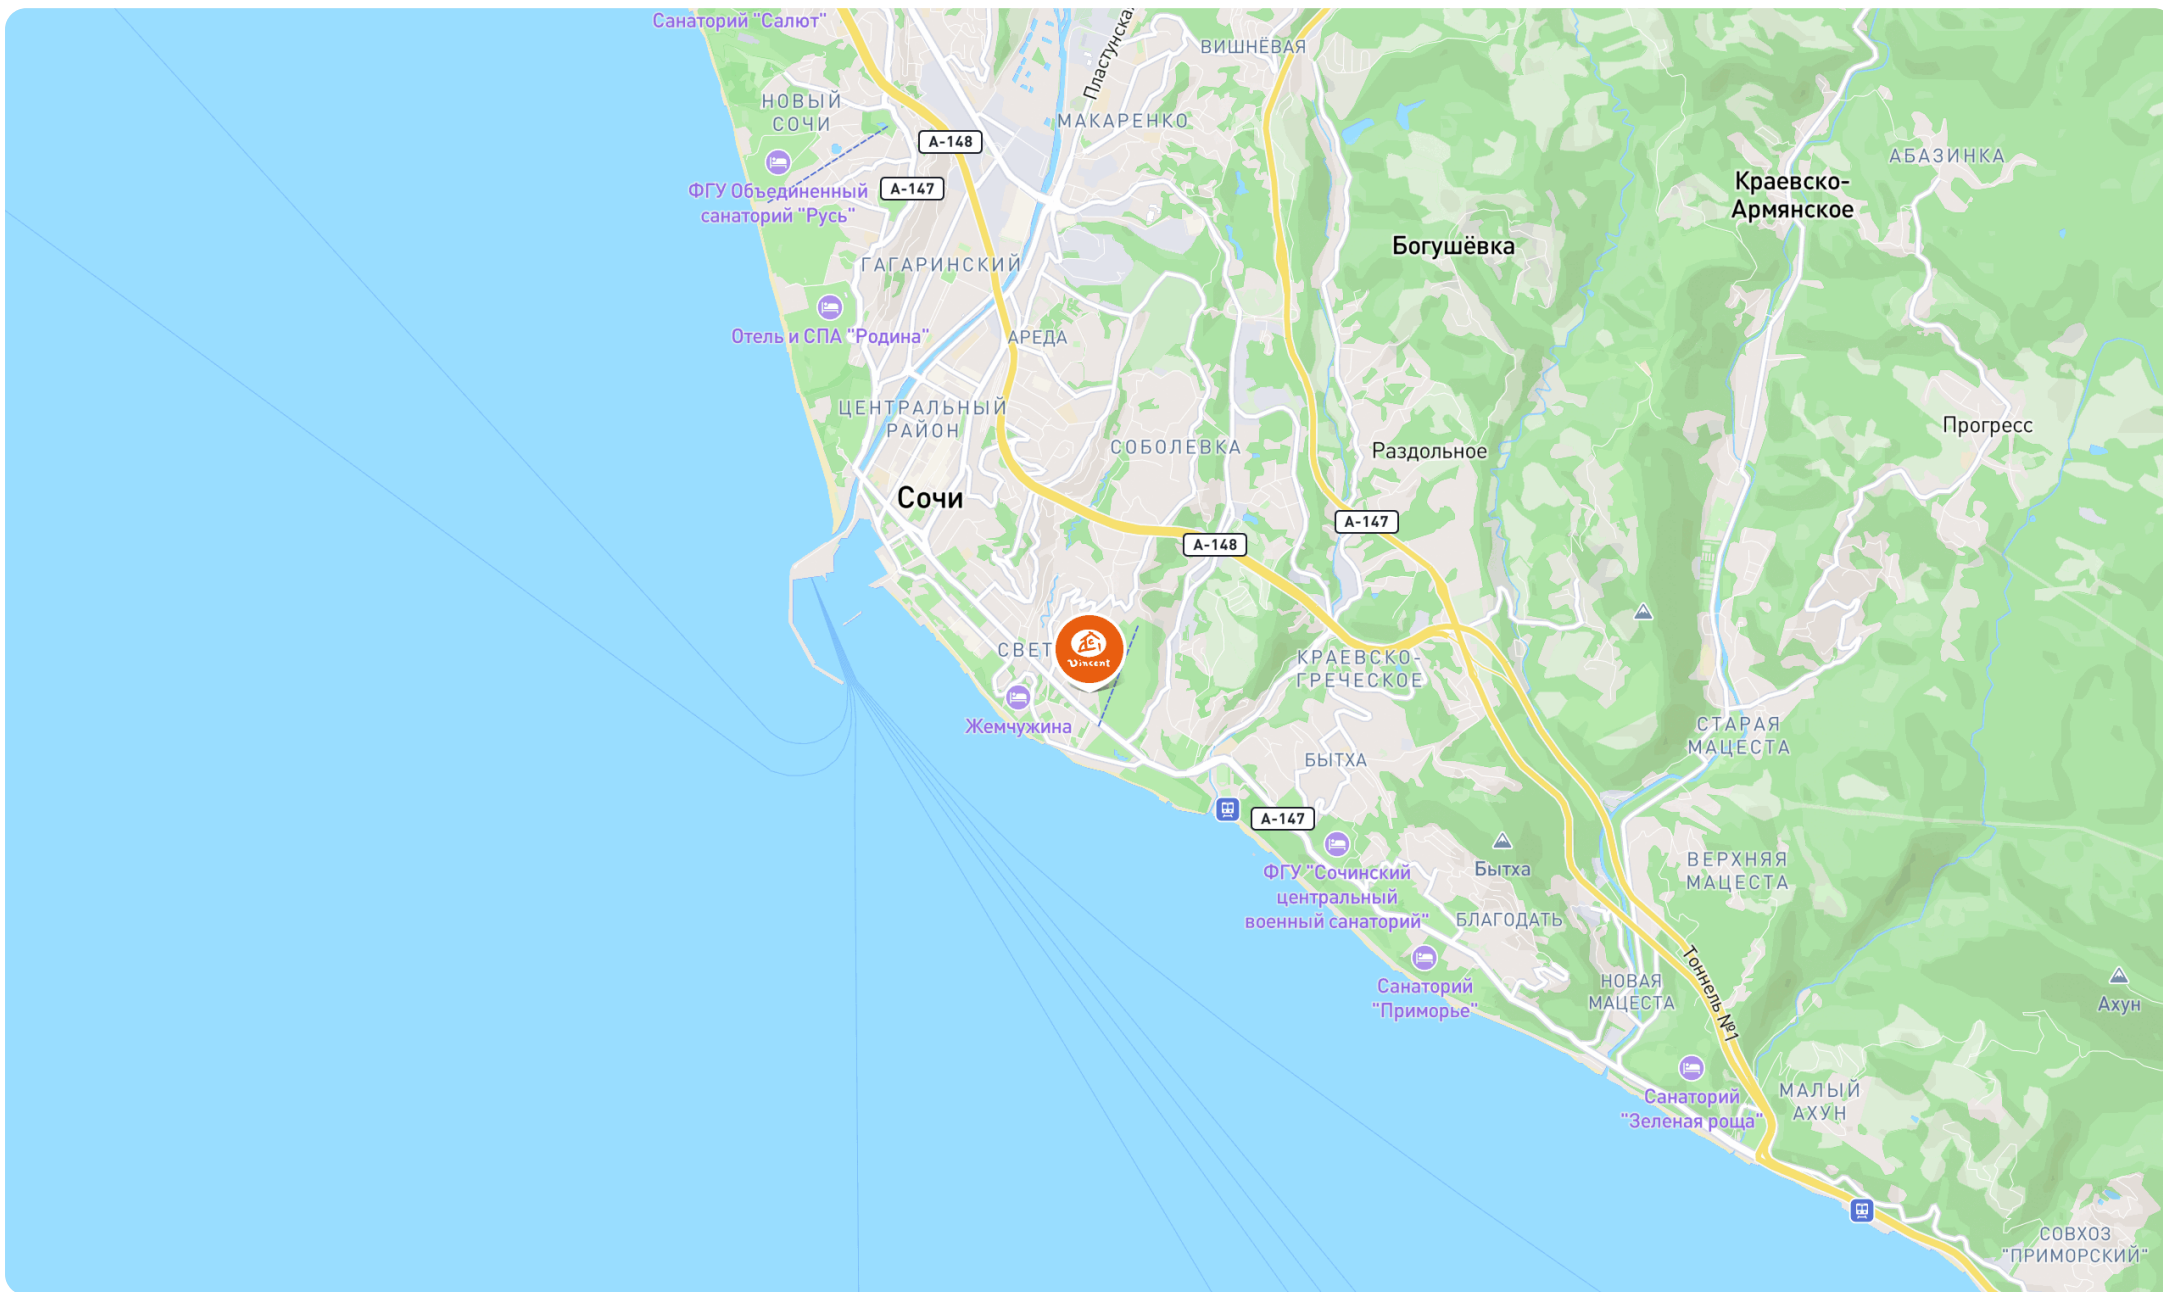 Санаторий "Салют"
Пластунска
ВИШНЁВАЯ
НОВЫЙ
СОЧИ
МАКАРЕНКО
А-148
АБАЗИНКА
ФГУ Объединенный
санаторий "Русь"
А-147
Краевско-
Армянское
Богушёвка
ГАГАРИНСКИЙ
Отель и СПА "Родина"
АРЕДА
ЦЕНТРАЛЬНЫЙ
РАЙОН
СОБОЛЕВКА
Раздольное
Прогресс
Сочи
А-147
А-148
СВЕТ
Vincent
КРАЕВСКО-
ГРЕЧЕСКОЕ
Жемчужина
СТАРАЯ
МАЦЕСТА
БЫТХА
А-147
ФГУ "Сочинский
центральный
военный санаторий"
Бытха
ВЕРХНЯЯ
МАЦЕСТА
БЛАГОДАТЬ
Тоннель №1
Санаторий
"Приморье"
НОВАЯ
МАЦЕСТА
Ахун
Санаторий
"Зеленая роща"
МАЛЫЙ
АХУН
СОВХОЗ
"ПРИМОРСКИЙ"